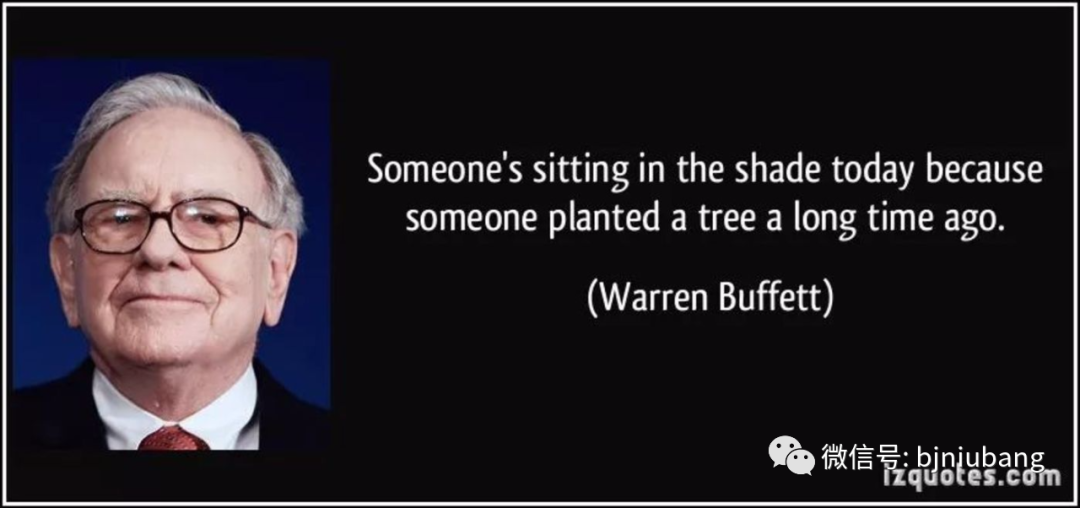 Someone's sitting in the shade today because
someone planted a tree a long time ago.
(Warren Buffett)
微信号: bjnjubang
izquotes.com